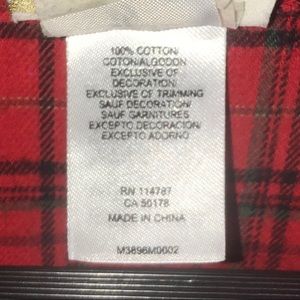 100% COTTON/
COTON/ALGODON
EXCLUSIVE OF
DECORATION/
EXCLUSIVE OF TRIMMING
SAUF DECORATION/
SAUF GARNITURES
EXCEPTO DECORACION/
EXCEPTO ADORNO
RN 114787
CA 50178
MADE IN CHINA
M3896M0002